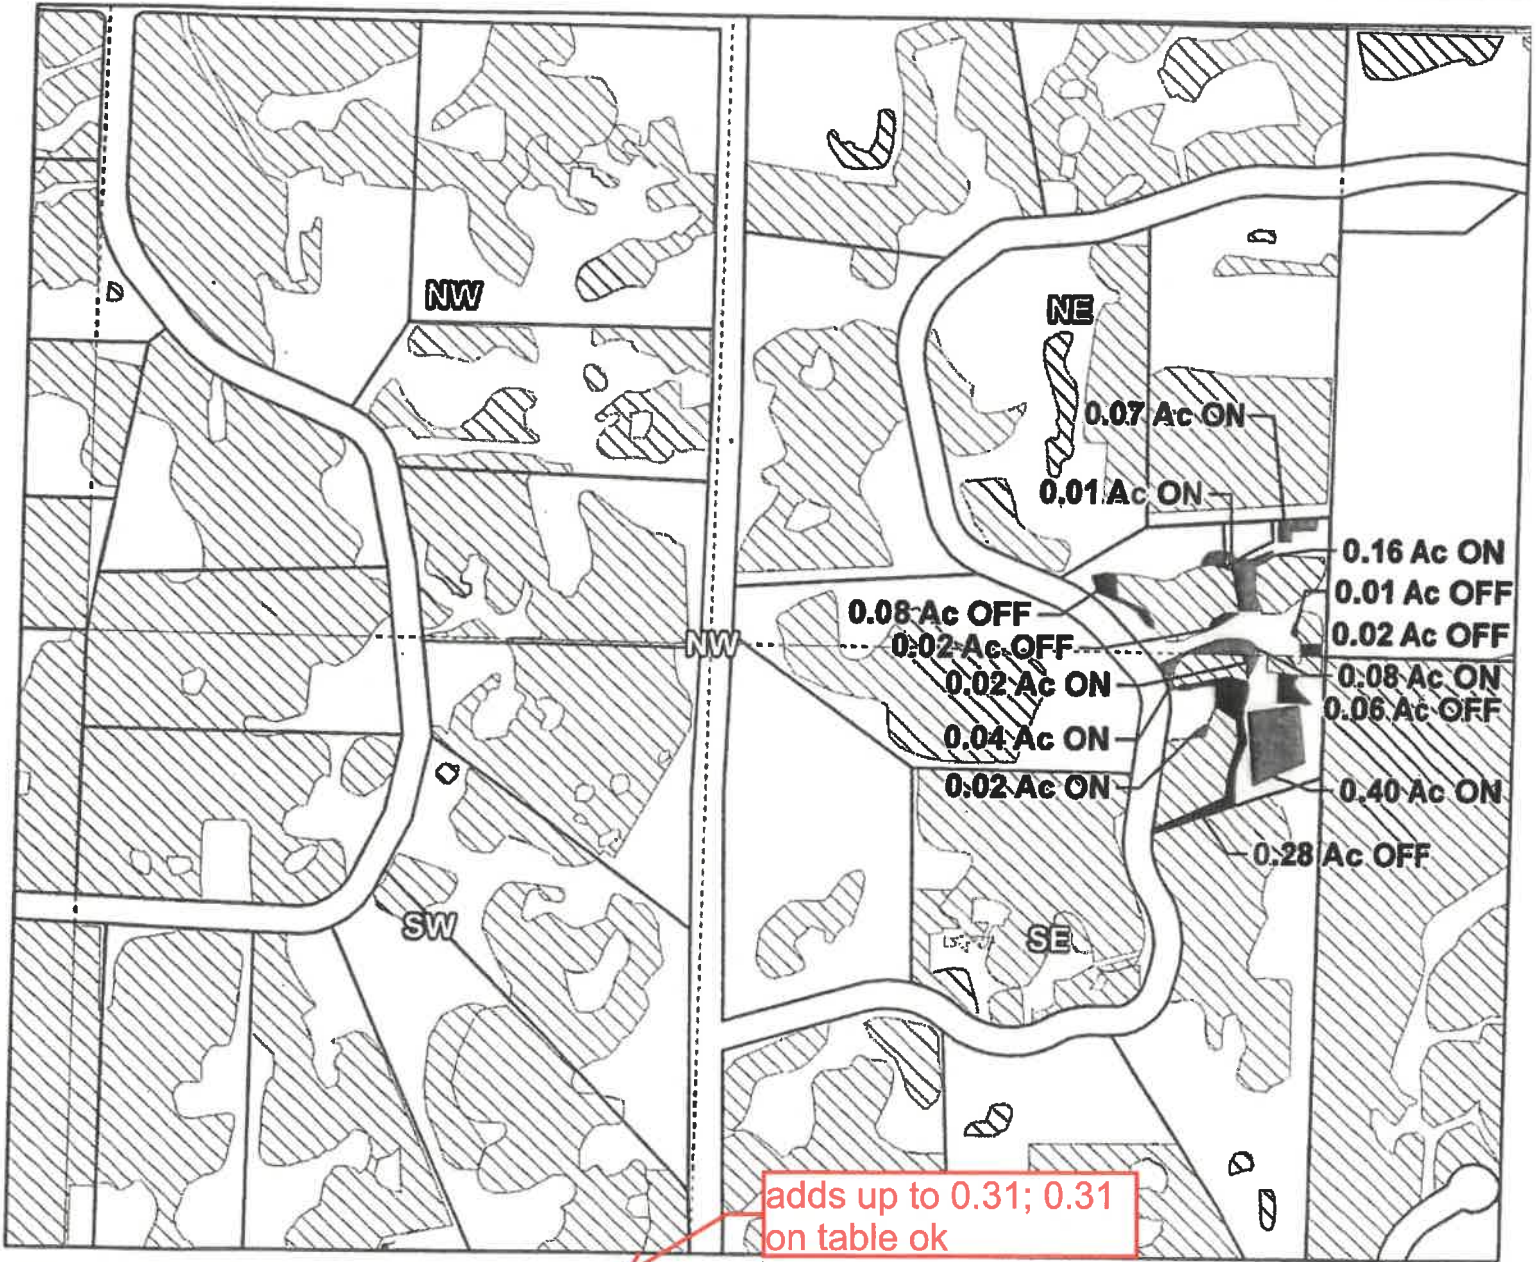 NW
NE
0.07 Ac ON
0.01 Ac ON
0.16 Ac ON
0.01 Ac OFF
0.08 Ac OFF
0.02 Ac OFF
0.02 Ac OFF
NW
0.02 Ac ON
0.08 Ac ON
0.06 Ac OFF
0.04 Ac ON
0.02 Ac ON
0.40 Ac ON
0.28 Ac OFF
SW
SE
adds up to 0.31; 0.31
on table ok